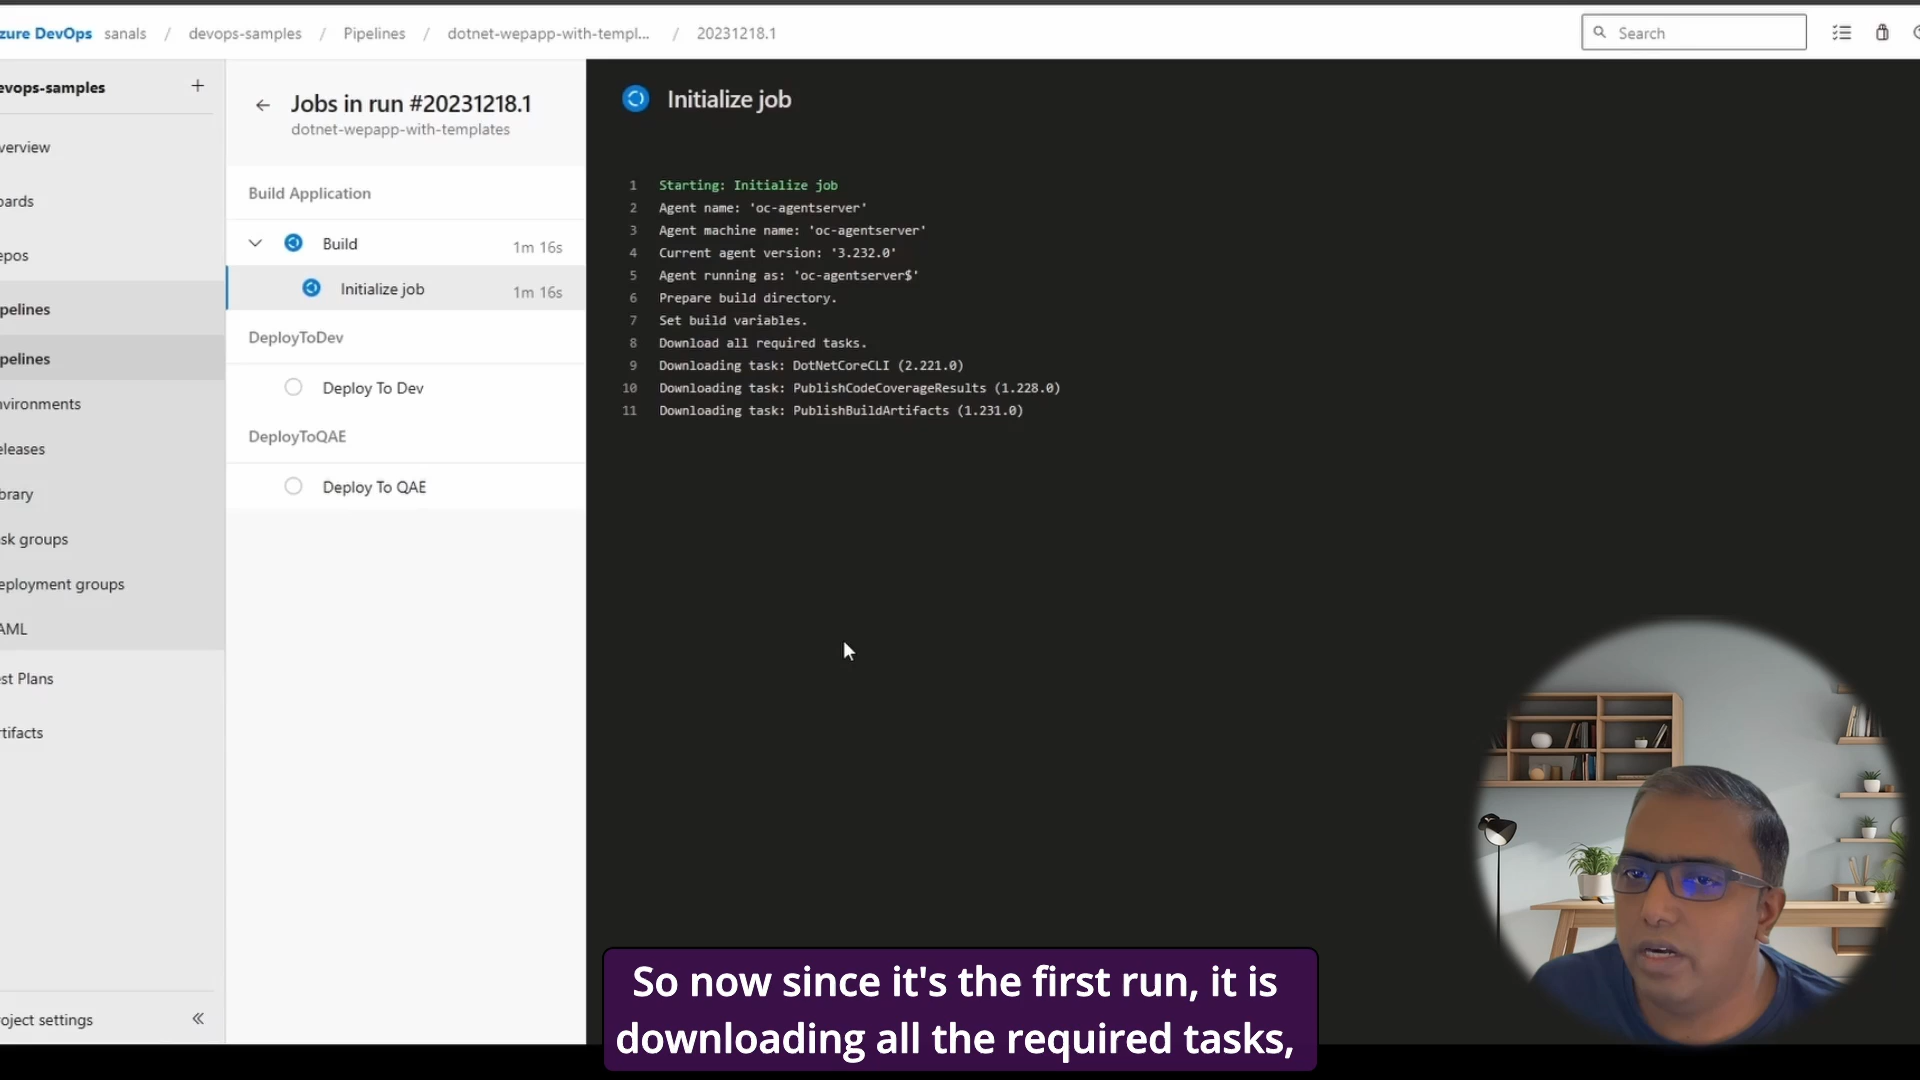 zure DevOps sanals / devops-samples / Pipelines / dotnet-wepapp-with-templ... / 20231218.1
Search
evops-samples +
verview
oards
epos
pelines
pelines
nvironments
eleases
brary
sk groups
eployment groups
AML
st Plans
rtifacts
oject settings
Jobs in run #20231218.1
dotnet-wepapp-with-templates
Build Application
Build 1m 16s
Initialize job 1m 16s
DeployToDev
Deploy To Dev
DeployToQAE
Deploy To QAE
Initialize job
1 Starting: Initialize job
2 Agent name: 'oc-agentserver'
3 Agent machine name: 'oc-agentserver'
4 Current agent version: '3.232.0'
5 Agent running as: 'oc-agentserver$'
6 Prepare build directory.
7 Set build variables.
8 Download all required tasks.
9 Downloading task: DotNetCoreCLI (2.221.0)
10 Downloading task: PublishCodeCoverageResults (1.228.0)
11 Downloading task: PublishBuildArtifacts (1.231.0)
So now since it's the first run, it is
downloading all the required tasks,